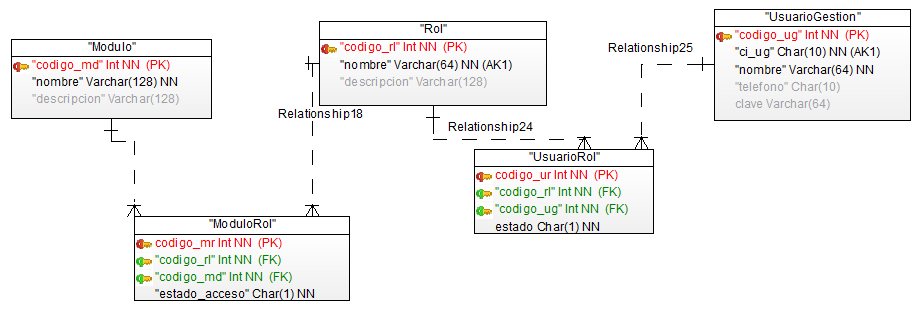 "Modulo"
"codigo_md" Int NN (PK)
"nombre" Varchar(128) NN
"descripcion" Varchar(128)
"Rol"
"codigo_rl" Int NN (PK)
"nombre" Varchar(64) NN (AK1)
"descripcion" Varchar(128)
"UsuarioGestion"
"codigo_ug" Int NN (PK)
"ci_ug" Char(10) NN (AK1)
"nombre" Varchar(64) NN
"telefono" Char(10)
clave Varchar(64)
Relationship25
Relationship18
Relationship24
"UsuarioRol"
codigo_ur Int NN (PK)
"codigo_rl" Int NN (FK)
"codigo_ug" Int NN (FK)
estado Char(1) NN
"ModuloRol"
codigo_mr Int NN (PK)
"codigo_rl" Int NN (FK)
"codigo_md" Int NN (FK)
"estado_acceso" Char(1) NN